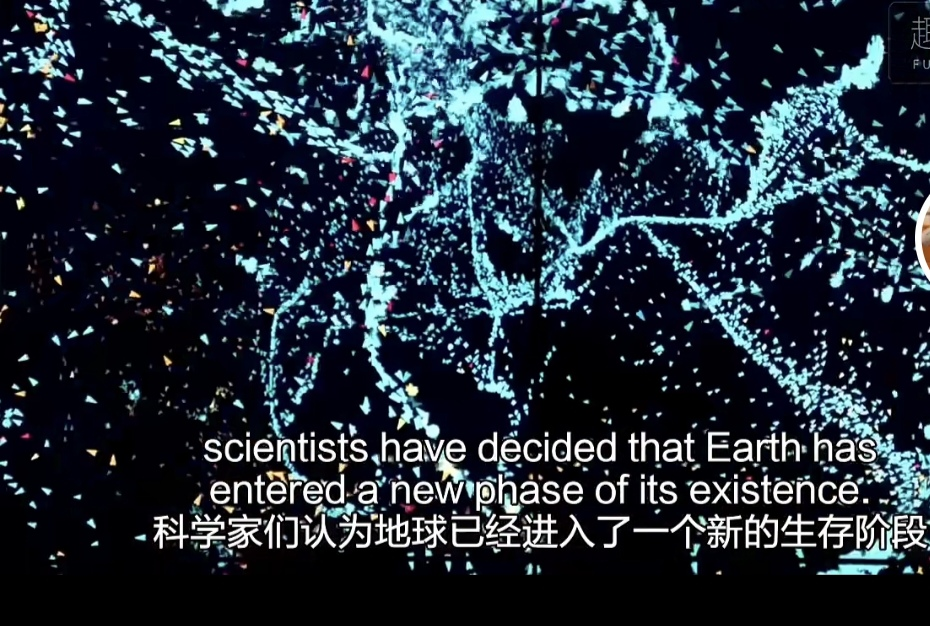 scientists have decided that Earth has
entered a new phase of its existence.
科学家们认为地球已经进入了一个新的生存阶段